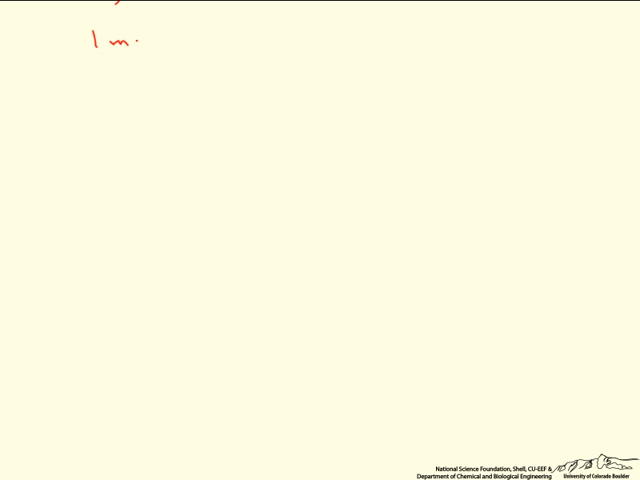 1 m.
National Science Foundation, Shell, CU-EEF &
Department of Chemical and Biological Engineering
University of Colorado Boulder